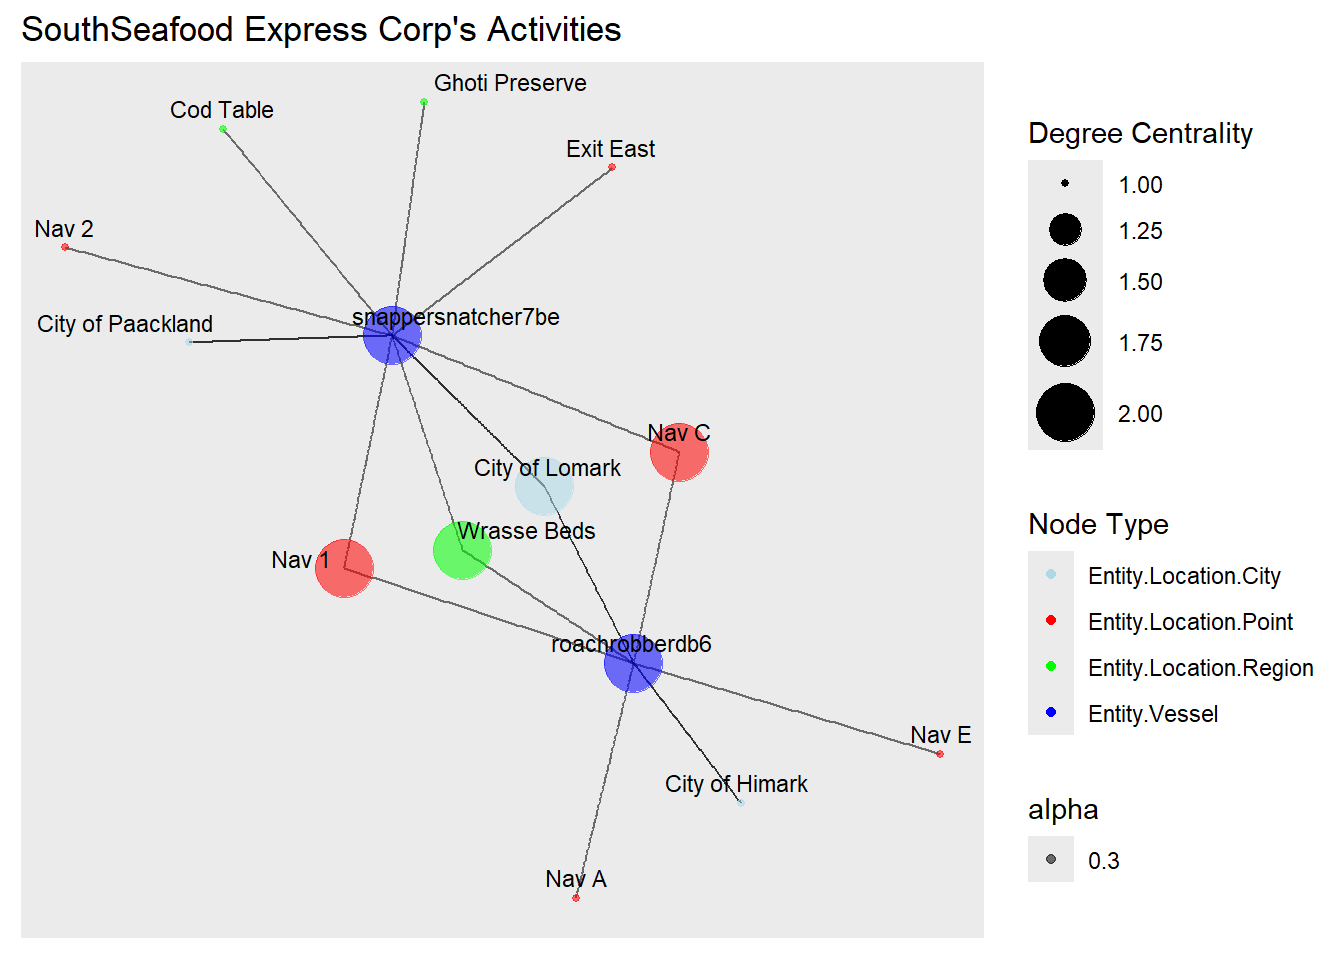 SouthSeafood Express Corp's Activities
Ghoti Preserve
Cod Table
Exit East
Nav 2
snappersnatcher7be
City of Paackland
Nav C
City of Lomark
Wrasse Beds
Nav 1
roachrobberdb6
Nav E
City of Himark
Nav A
Degree Centrality
1.00
1.25
1.50
1.75
2.00
Node Type
Entity.Location.City
Entity.Location.Point
Entity.Location.Region
Entity.Vessel
alpha
0.3